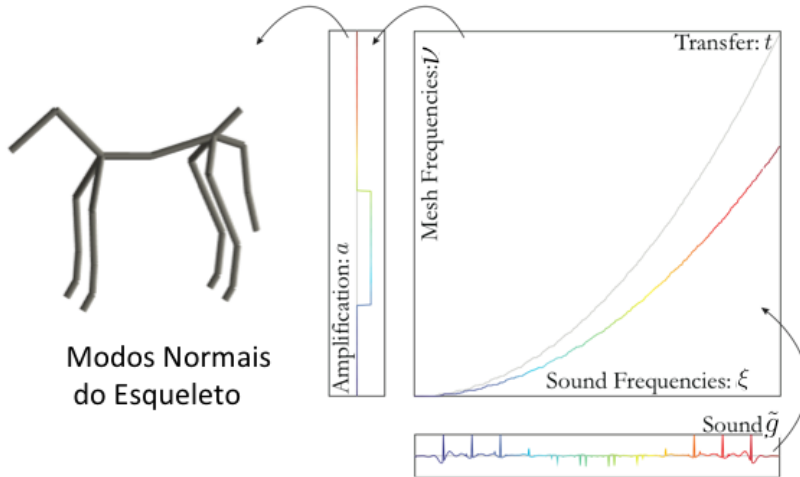 Transfer: t
Mesh Frequencies: ν
Amplification: a
Modos Normais
do Esqueleto
Sound Frequencies: ξ
Sound g̃